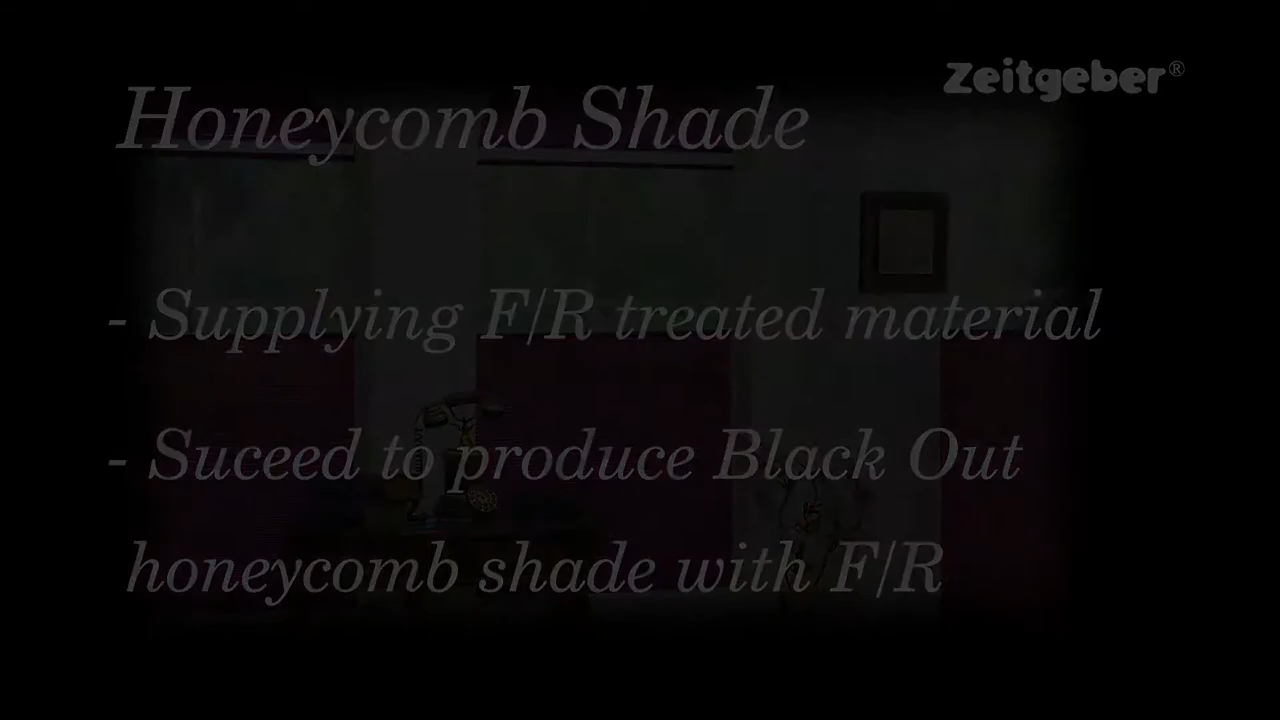 Zeitgeber®
Honeycomb Shade
- Supplying F/R treated material
- Suceed to produce Black Out
honeycomb shade with F/R